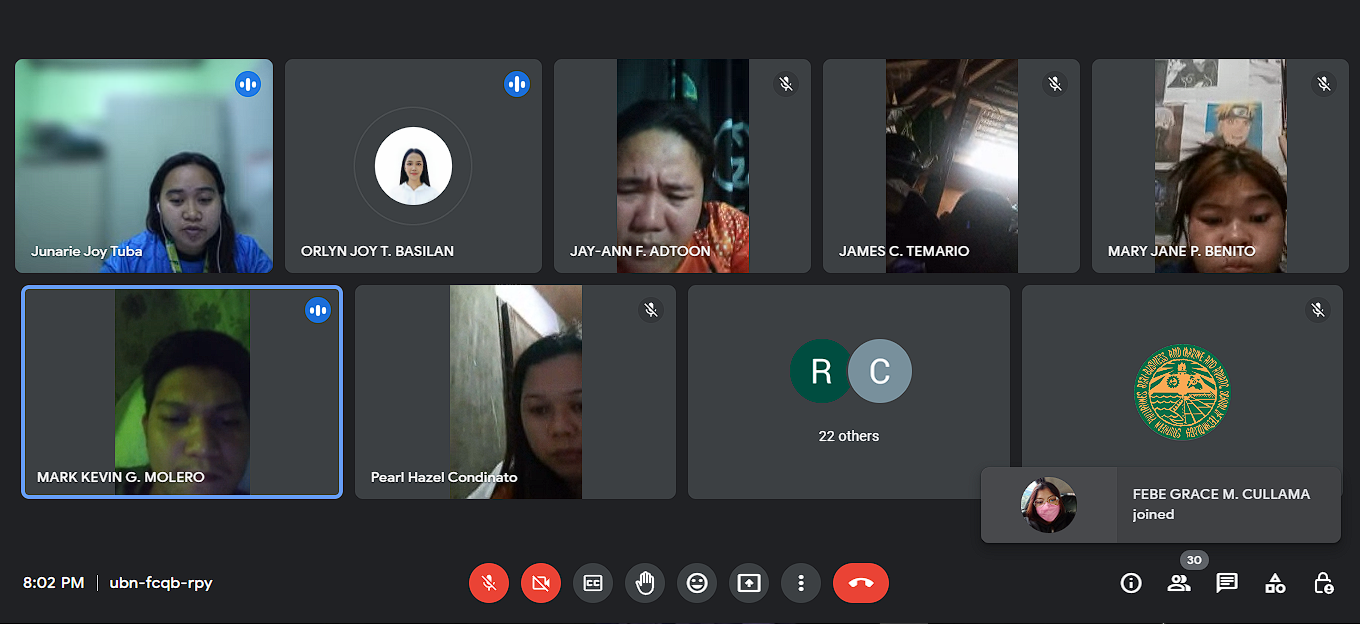 Junarie Joy Tuba
ORLYN JOY T. BASILAN
JAY-ANN F. ADTOON
JAMES C. TEMARIO
MARY JANE P. BENITO
MARK KEVIN G. MOLERO
Pearl Hazel Condinato
R C
22 others
FEBE GRACE M. CULLAMA
joined
30
8:02 PM | ubn-fcqb-rpy
CC